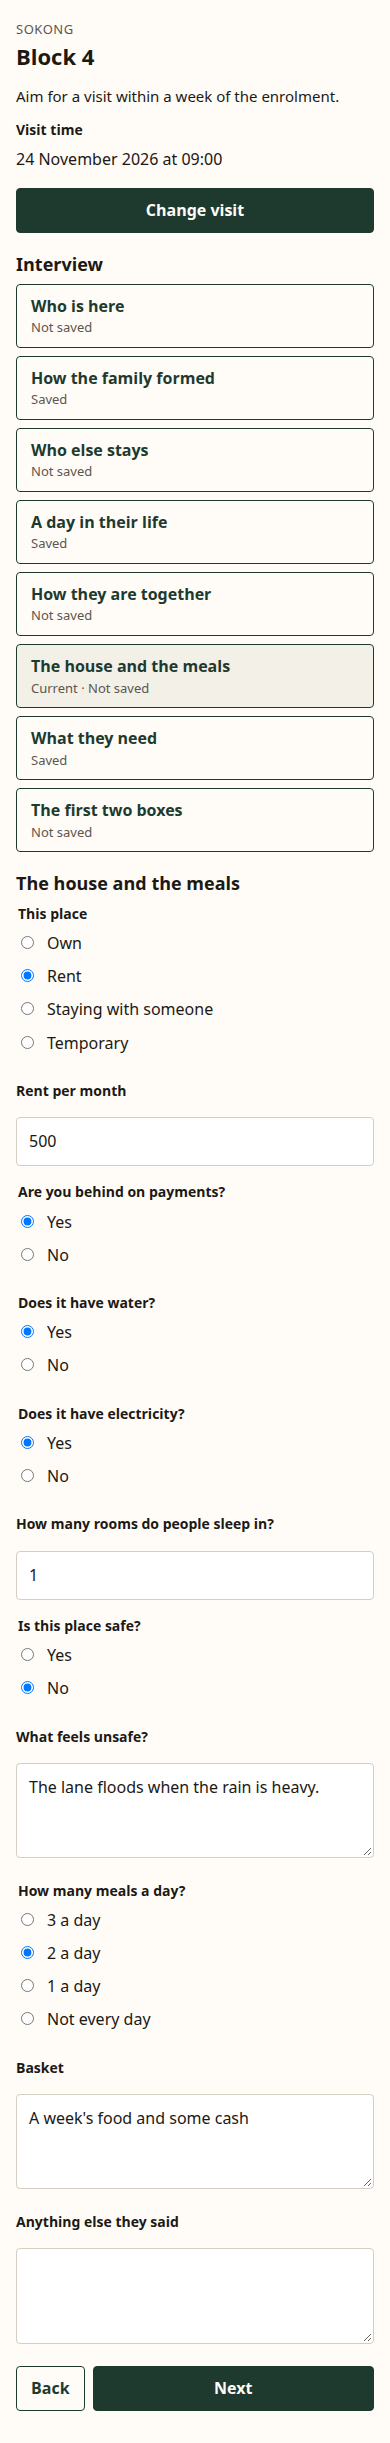 SOKONG
Block 4
Aim for a visit within a week of the enrolment.
Visit time
24 November 2026 at 09:00
Change visit
Interview
Who is here
Not saved
How the family formed
Saved
Who else stays
Not saved
A day in their life
Saved
How they are together
Not saved
The house and the meals
Current · Not saved
What they need
Saved
The first two boxes
Not saved
The house and the meals
This place
Own
Rent
Staying with someone
Temporary
Rent per month
500
Are you behind on payments?
Yes
No
Does it have water?
Yes
No
Does it have electricity?
Yes
No
How many rooms do people sleep in?
1
Is this place safe?
Yes
No
What feels unsafe?
The lane floods when the rain is heavy.
How many meals a day?
3 a day
2 a day
1 a day
Not every day
Basket
A week's food and some cash
Anything else they said
Back
Next